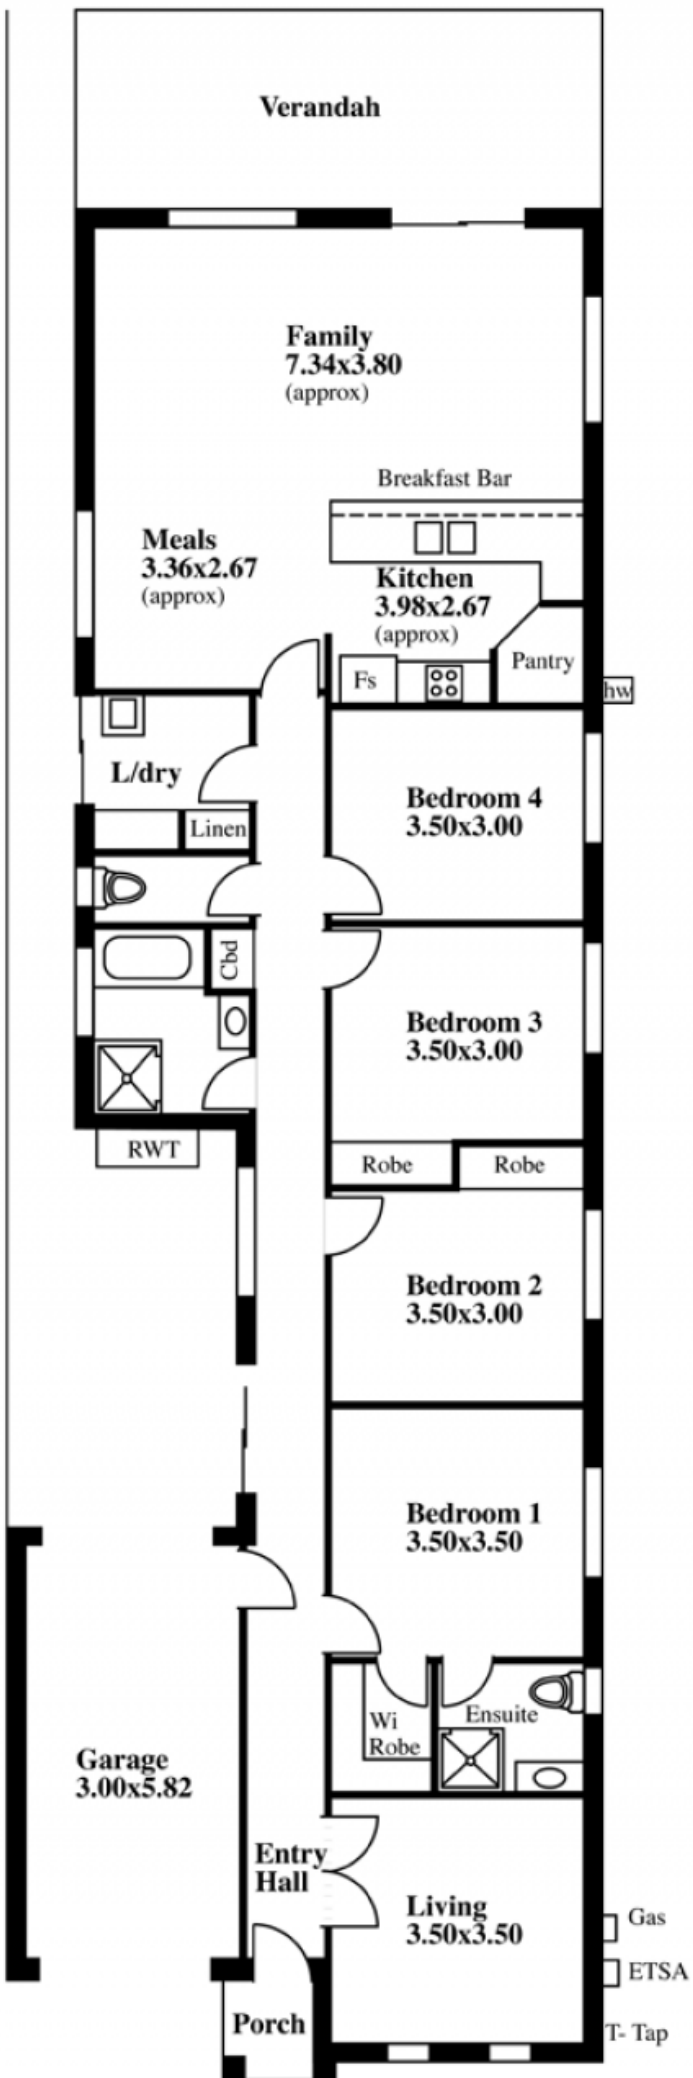 Verandah
Family
7.34x3.80
(approx)
Breakfast Bar
Meals
3.36x2.67
(approx)
Kitchen
3.98x2.67
(approx)
Pantry
Fs
hw
L/dry
Linen
Bedroom 4
3.50x3.00
Cbd
Bedroom 3
3.50x3.00
RWT
Robe
Robe
Bedroom 2
3.50x3.00
Bedroom 1
3.50x3.50
Wi
Robe
Ensuite
Garage
3.00x5.82
Entry
Hall
Living
3.50x3.50
Gas
ETSA
Porch
T- Tap